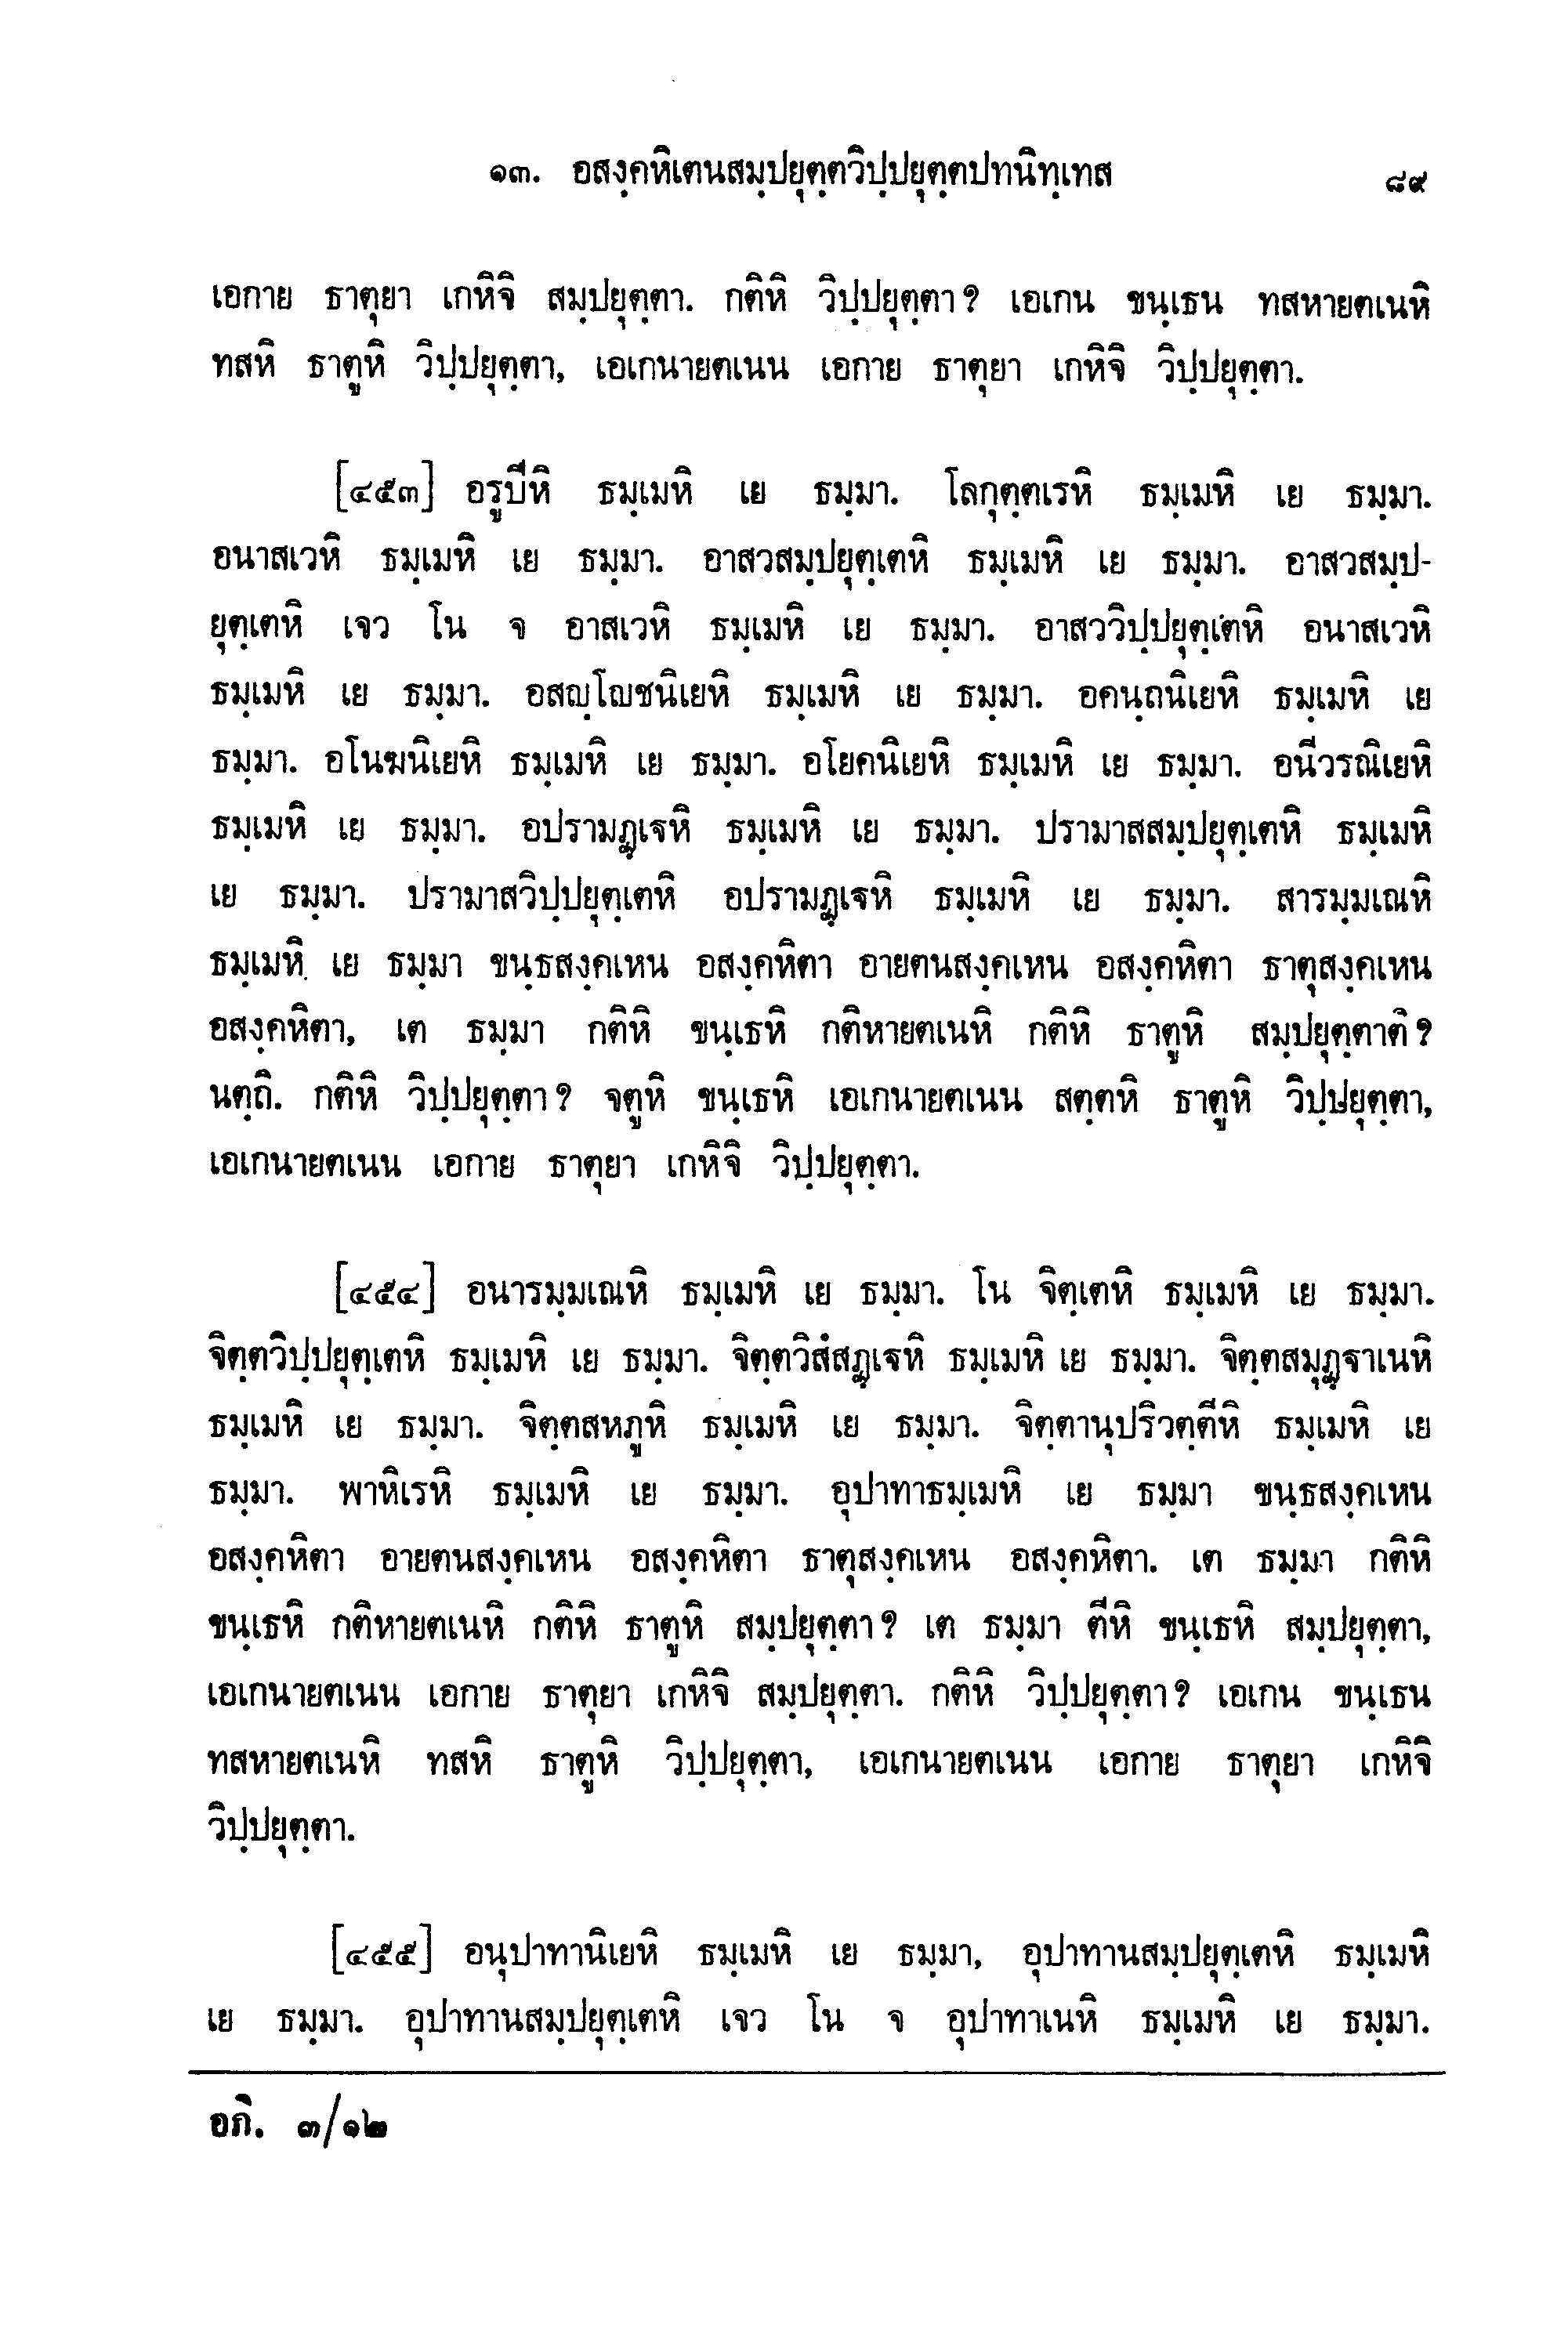 ๑๓. อสงฺคหิเตนสมฺปยุตฺตวิปฺปยุตฺตปทนิทฺเทส ๘๙
เอกาย ธาตุยา เกหิจิ สมฺปยุตฺตา. กติหิ วิปฺปยุตฺตา? เอเกน ขนฺเธน ทสหายตเนหิ
ทสหิ ธาตูหิ วิปฺปยุตฺตา, เอเกนายตเนน เอกาย ธาตุยา เกหิจิ วิปฺปยุตฺตา.
[๔๕๓] อรูปีหิ ธมฺเมหิ เย ธมฺมา. โลกุตฺตเรหิ ธมฺเมหิ เย ธมฺมา.
อนาสเวหิ ธมฺเมหิ เย ธมฺมา. อาสวสมฺปยุตฺเตหิ ธมฺเมหิ เย ธมฺมา. อาสวสมฺป-
ยุตฺเตหิ เจว โน จ อาสเวหิ ธมฺเมหิ เย ธมฺมา. อาสววิปฺปยุตฺเตหิ อนาสเวหิ
ธมฺเมหิ เย ธมฺมา. อสญฺโญชนิเยหิ ธมฺเมหิ เย ธมฺมา. อคนฺถนิเยหิ ธมฺเมหิ เย
ธมฺมา. อโนฆนิเยหิ ธมฺเมหิ เย ธมฺมา. อโยคนิเยหิ ธมฺเมหิ เย ธมฺมา. อนีวรณิเยหิ
ธมฺเมหิ เย ธมฺมา. อปรามฏฺเฐหิ ธมฺเมหิ เย ธมฺมา. ปรามาสสมฺปยุตฺเตหิ ธมฺเมหิ
เย ธมฺมา. ปรามาสวิปฺปยุตฺเตหิ อปรามฏฺเฐหิ ธมฺเมหิ เย ธมฺมา. สารมฺมเณหิ
ธมฺเมหิ เย ธมฺมา ขนฺธสงฺคเหน อสงฺคหิตา อายตนสงฺคเหน อสงฺคหิตา ธาตุสงฺคเหน
อสงฺคหิตา, เต ธมฺมา กติหิ ขนฺเธหิ กติหายตเนหิ กติหิ ธาตูหิ สมฺปยุตฺตาติ?
นตฺถิ. กติหิ วิปฺปยุตฺตา? จตูหิ ขนฺเธหิ เอเกนายตเนน สตฺตหิ ธาตูหิ วิปฺปยุตฺตา,
เอเกนายตเนน เอกาย ธาตุยา เกหิจิ วิปฺปยุตฺตา.
[๔๕๔] อนารมฺมเณหิ ธมฺเมหิ เย ธมฺมา. โน จิตฺเตหิ ธมฺเมหิ เย ธมฺมา.
จิตฺตวิปฺปยุตฺเตหิ ธมฺเมหิ เย ธมฺมา. จิตฺตวิสํสฏฺเฐหิ ธมฺเมหิ เย ธมฺมา. จิตฺตสมุฏฺฐาเนหิ
ธมฺเมหิ เย ธมฺมา. จิตฺตสหภูหิ ธมฺเมหิ เย ธมฺมา. จิตฺตานุปริวตฺตีหิ ธมฺเมหิ เย
ธมฺมา. พาหิเรหิ ธมฺเมหิ เย ธมฺมา. อุปาทาธมฺเมหิ เย ธมฺมา ขนฺธสงฺคเหน
อสงฺคหิตา อายตนสงฺคเหน อสงฺคหิตา ธาตุสงฺคเหน อสงฺคหิตา. เต ธมฺมา กติหิ
ขนฺเธหิ กติหายตเนหิ กติหิ ธาตูหิ สมฺปยุตฺตา? เต ธมฺมา ตีหิ ขนฺเธหิ สมฺปยุตฺตา,
เอเกนายตเนน เอกาย ธาตุยา เกหิจิ สมฺปยุตฺตา. กติหิ วิปฺปยุตฺตา? เอเกน ขนฺเธน
ทสหายตเนหิ ทสหิ ธาตูหิ วิปฺปยุตฺตา, เอเกนายตเนน เอกาย ธาตุยา เกหิจิ
วิปฺปยุตฺตา.
[๔๕๕] อนุปาทานิเยหิ ธมฺเมหิ เย ธมฺมา, อุปาทานสมฺปยุตฺเตหิ ธมฺเมหิ
เย ธมฺมา. อุปาทานสมฺปยุตฺเตหิ เจว โน จ อุปาทาเนหิ ธมฺเมหิ เย ธมฺมา.
อภิ. ๓/๑๒